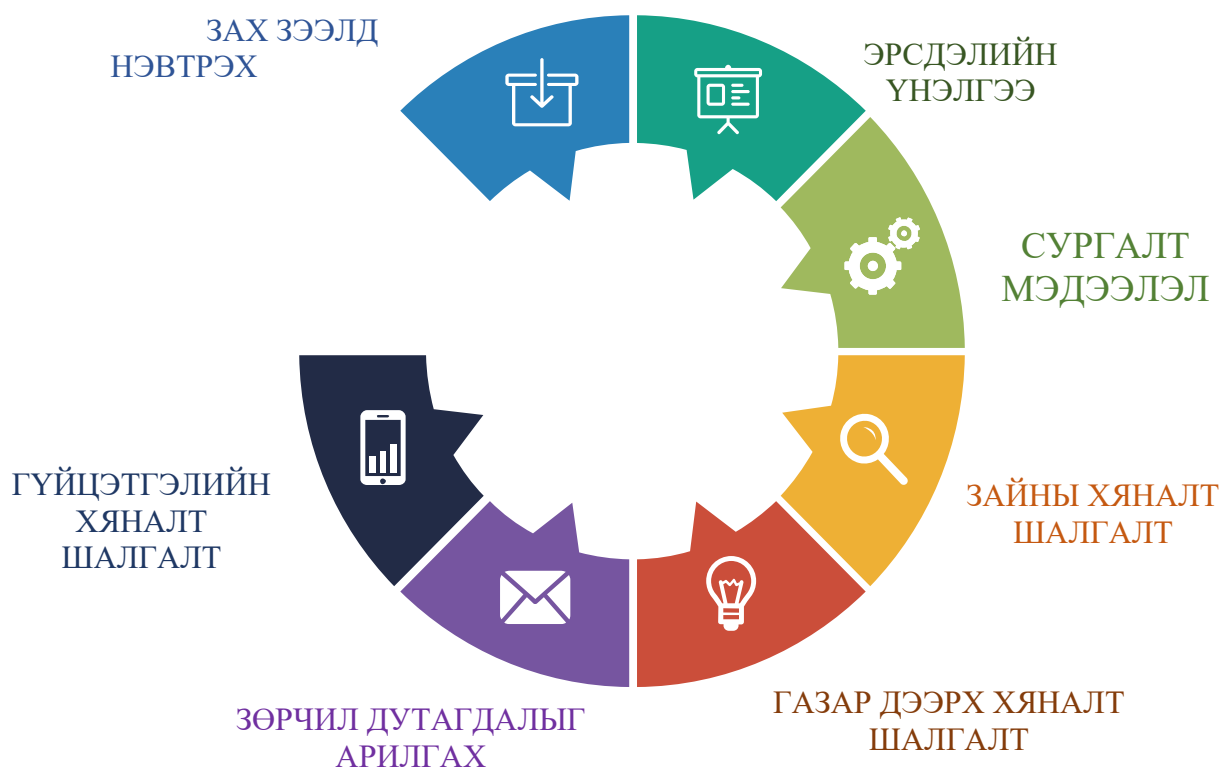 ЗАХ ЗЭЭЛД
НЭВТРЭХ
ЭРСДЭЛИЙН
ҮНЭЛГЭЭ
СУРГАЛТ
МЭДЭЭЛЭЛ
ЗАЙНЫ ХЯНАЛТ
ШАЛГАЛТ
ГАЗАР ДЭЭРХ ХЯНАЛТ
ШАЛГАЛТ
ЗӨРЧИЛ ДУТАГДАЛЫГ
АРИЛГАХ
ГҮЙЦЭТГЭЛИЙН
ХЯНАЛТ
ШАЛГАЛТ